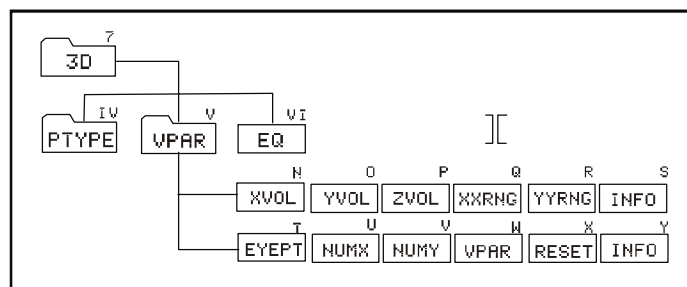 7
3D
IV V VI
PTYPE VPAR EQ
][
N O P Q R S
XVOL YVOL ZVOL XXRNG YYRNG INFO
T U V W X Y
EYEPT NUMX NUMY VPAR RESET INFO